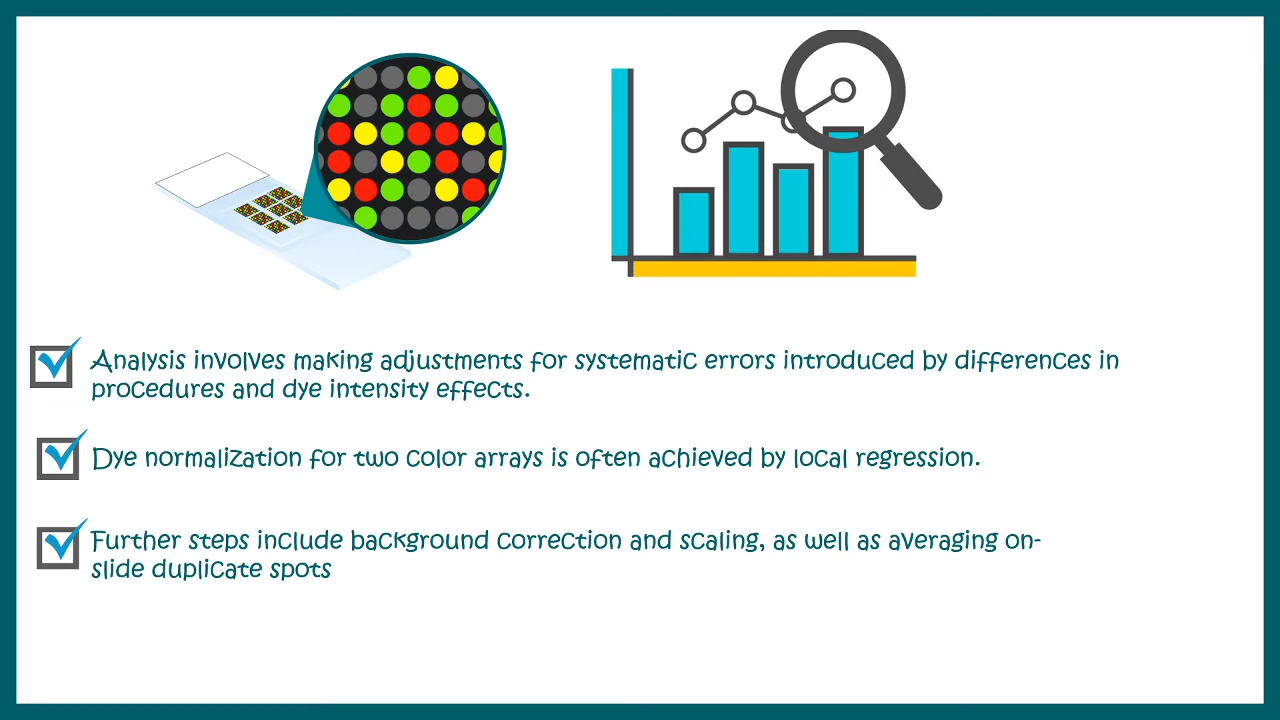 Analysis involves making adjustments for systematic errors introduced by differences in
procedures and dye intensity effects.
Dye normalization for two color arrays is often achieved by local regression.
Further steps include background correction and scaling, as well as averaging on-
slide duplicate spots